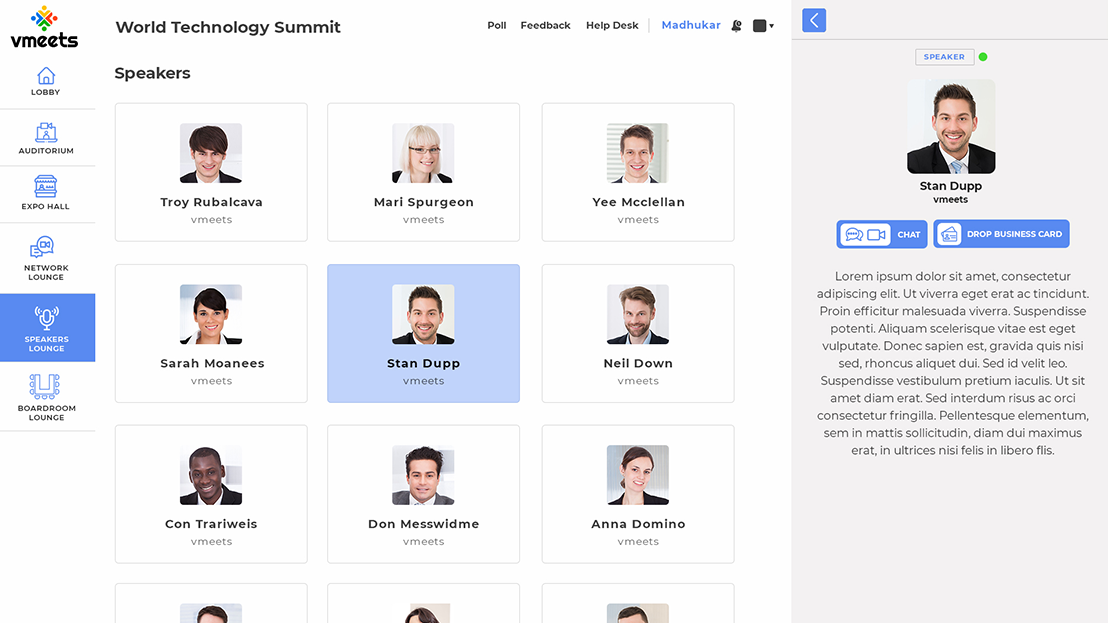 vmeets
World Technology Summit
Poll Feedback Help Desk Madhukar
LOBBY
AUDITORIUM
EXPO HALL
NETWORK
LOUNGE
SPEAKERS
LOUNGE
BOARDROOM
LOUNGE
Speakers
Troy Rubalcava
vmeets
Mari Spurgeon
vmeets
Yee Mcclellan
vmeets
Sarah Moanees
vmeets
Stan Dupp
vmeets
Neil Down
vmeets
Con Trariweis
vmeets
Don Messwidme
vmeets
Anna Domino
vmeets
SPEAKER
Stan Dupp
vmeets
CHAT
DROP BUSINESS CARD
Lorem ipsum dolor sit amet, consectetur
adipiscing elit. Ut viverra eget erat ac tincidunt.
Proin efficitur malesuada viverra. Suspendisse
potenti. Aliquam scelerisque vitae est eget
vulputate. Donec sapien est, gravida quis nisi
sed, rhoncus aliquet dui. Sed id velit leo.
Suspendisse vestibulum pretium iaculis. Ut sit
amet diam erat. Sed interdum risus ac orci
consectetur fringilla. Pellentesque elementum,
sem in mattis sollicitudin, diam dui maximus
erat, in ultrices nisi felis in libero flis.